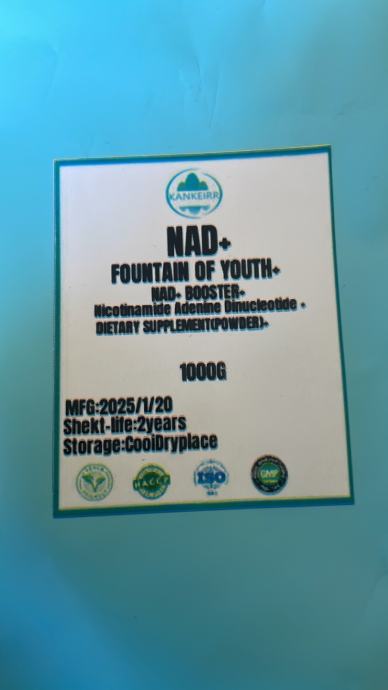 KANKEIRR
NAD+
FOUNTAIN OF YOUTH+
NAD+ BOOSTER+
Nicotinamide Adenine Dinucleotide +
DIETARY SUPPLEMENT(POWDER)+
1000G
MFG:2025/1/20
Shekt-life:2years
Storage:CoolDryplace
HACCP
ISO
GMP